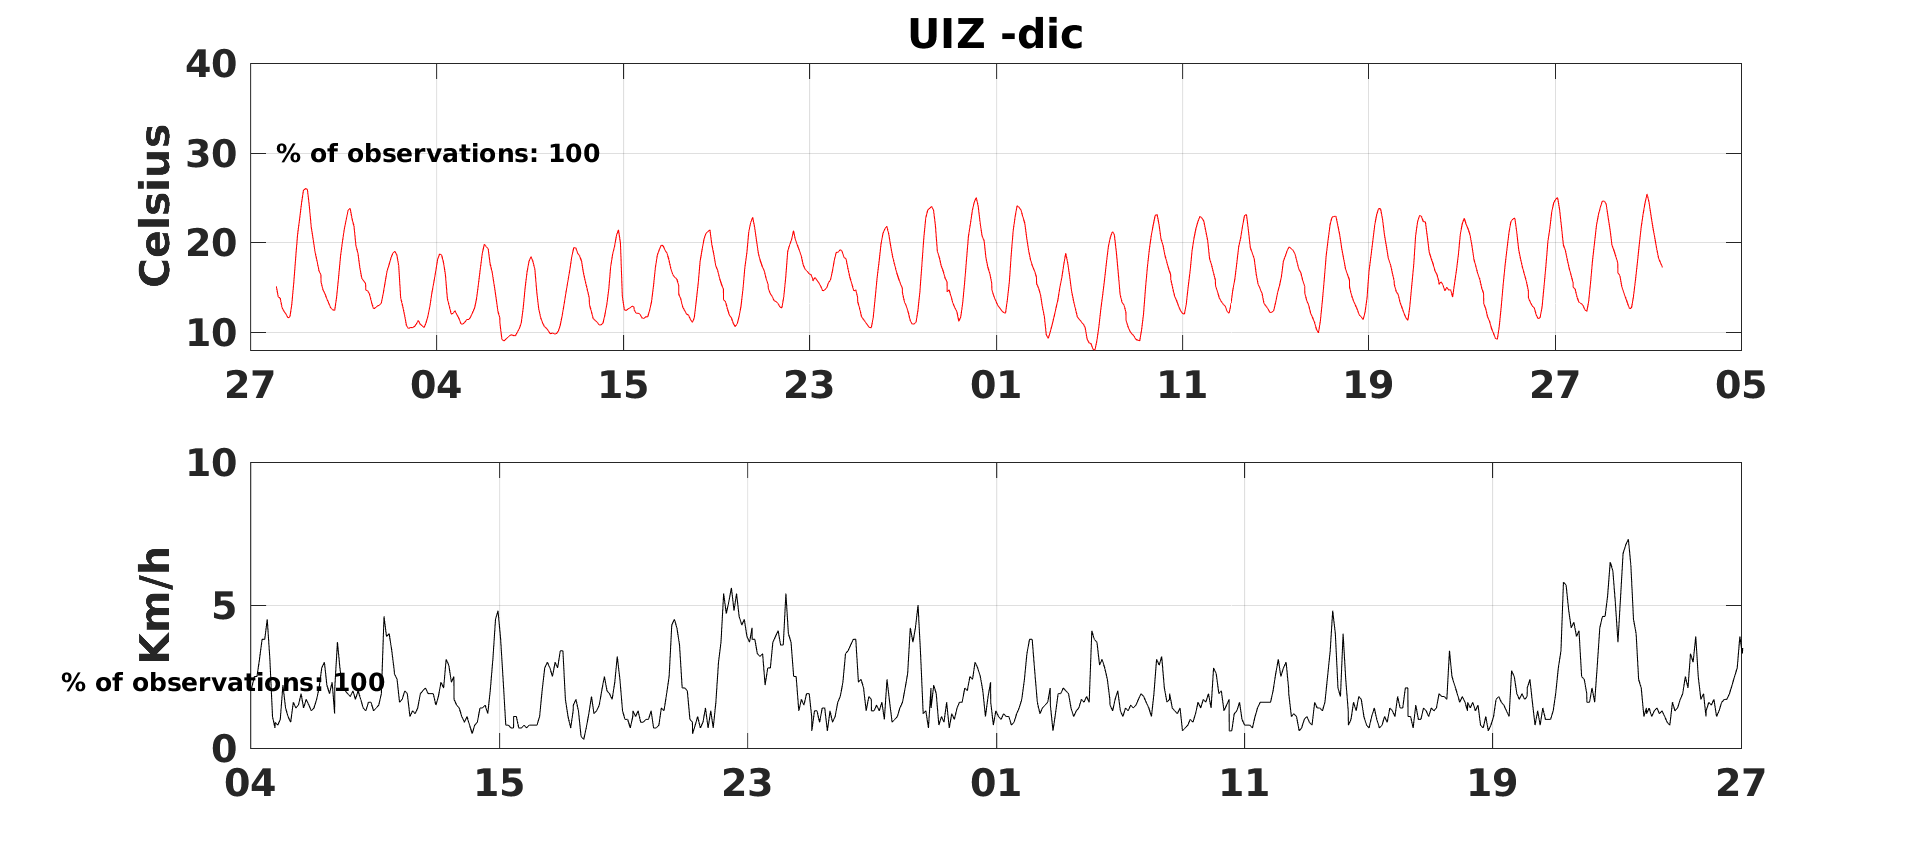 UIZ -dic
Celsius
40
30
20
10
% of observations: 100
27 04 15 23 01 11 19 27 05
Km/h
10
5
0
% of observations: 100
04 15 23 01 11 19 27